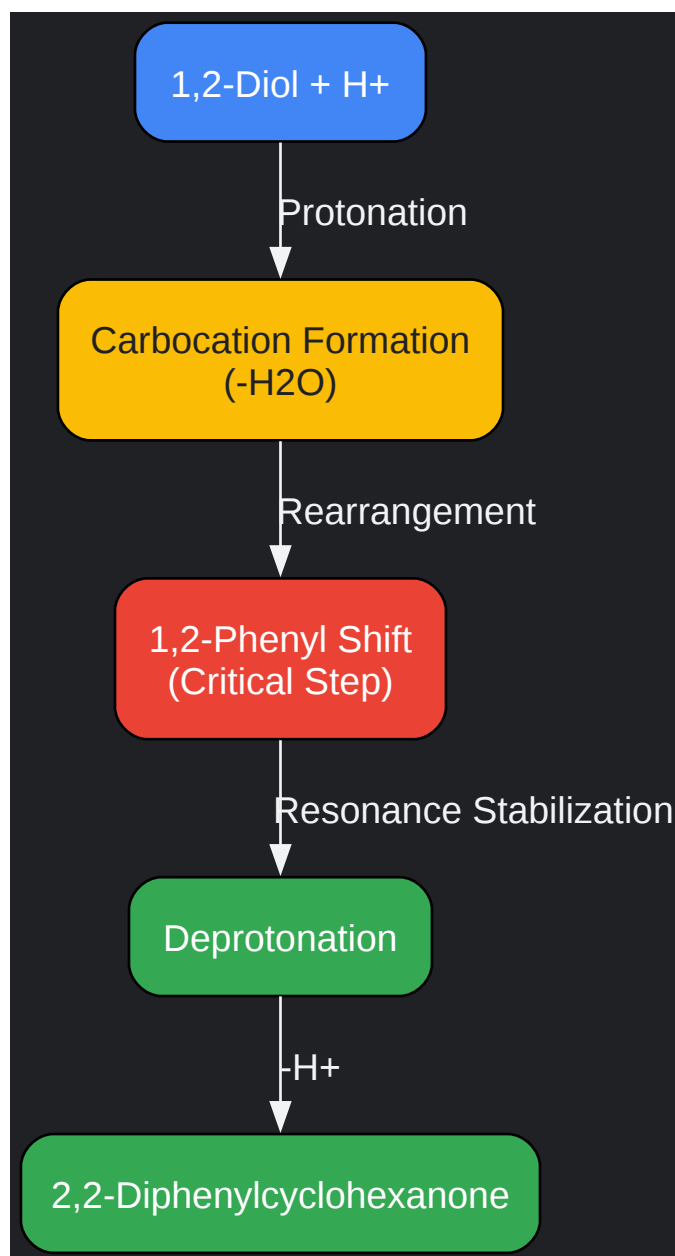 1,2-Diol + H+
Protonation
Carbocation Formation
(-H2O)
Rearrangement
1,2-Phenyl Shift
(Critical Step)
Resonance Stabilization
Deprotonation
-H+
2,2-Diphenylcyclohexanone